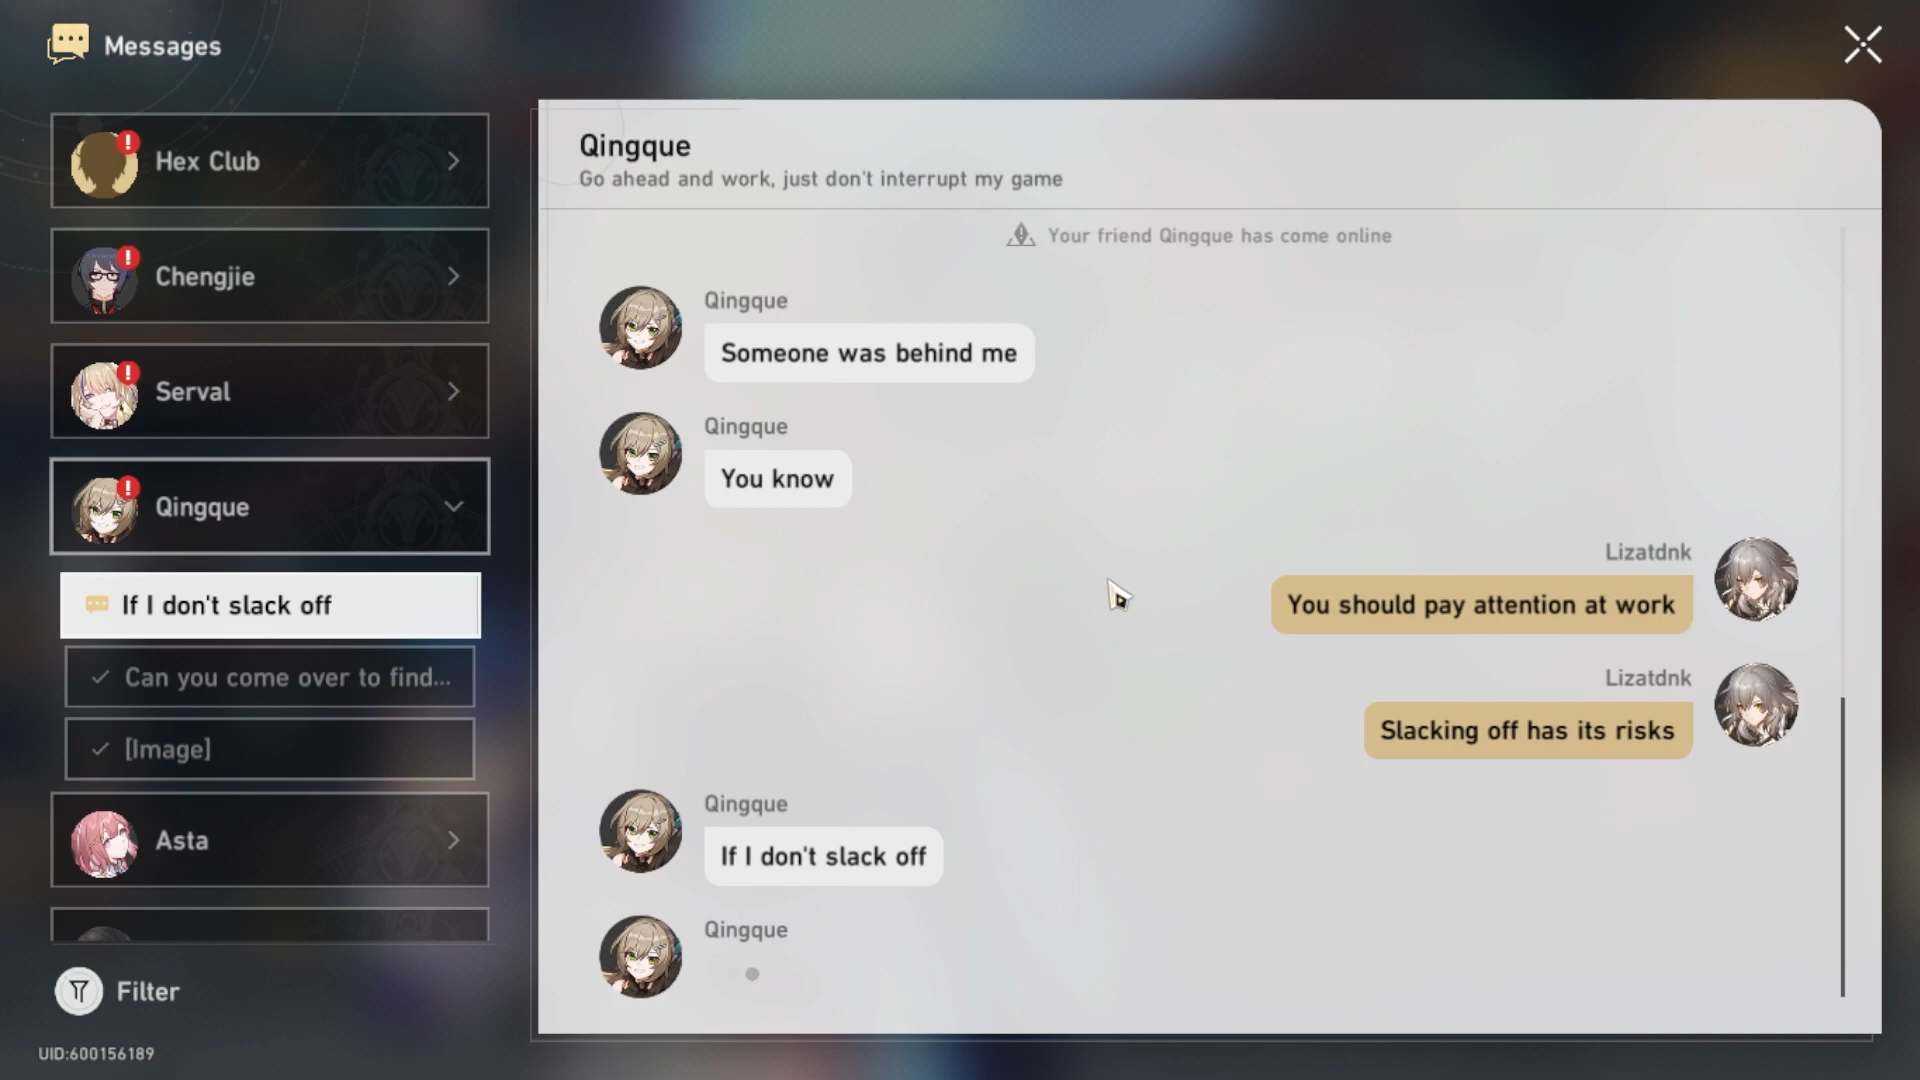 Messages
Hex Club
Chengjie
Serval
Qingque
If I don't slack off
Can you come over to find...
[Image]
Asta
Filter
UID:600156189
Qingque
Go ahead and work, just don't interrupt my game
Your friend Qingque has come online
Qingque
Someone was behind me
Qingque
You know
Lizatdnk
You should pay attention at work
Lizatdnk
Slacking off has its risks
Qingque
If I don't slack off
Qingque